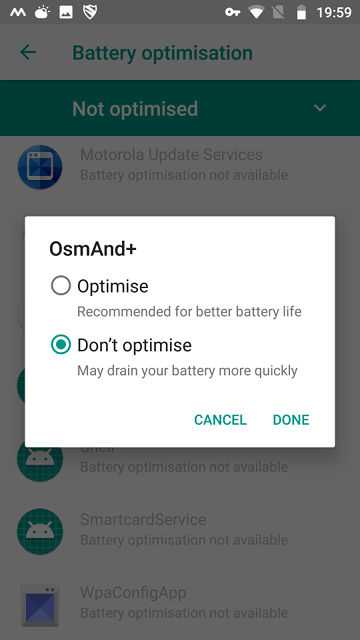 19:59
Battery optimisation
Not optimised
Motorola Update Services
Battery optimisation not available
OsmAnd+
Optimise
Recommended for better battery life
Don't optimise
May drain your battery more quickly
CANCEL DONE
Shell
Battery optimisation not available
SmartcardService
Battery optimisation not available
WpaConfigApp
Battery optimisation not available